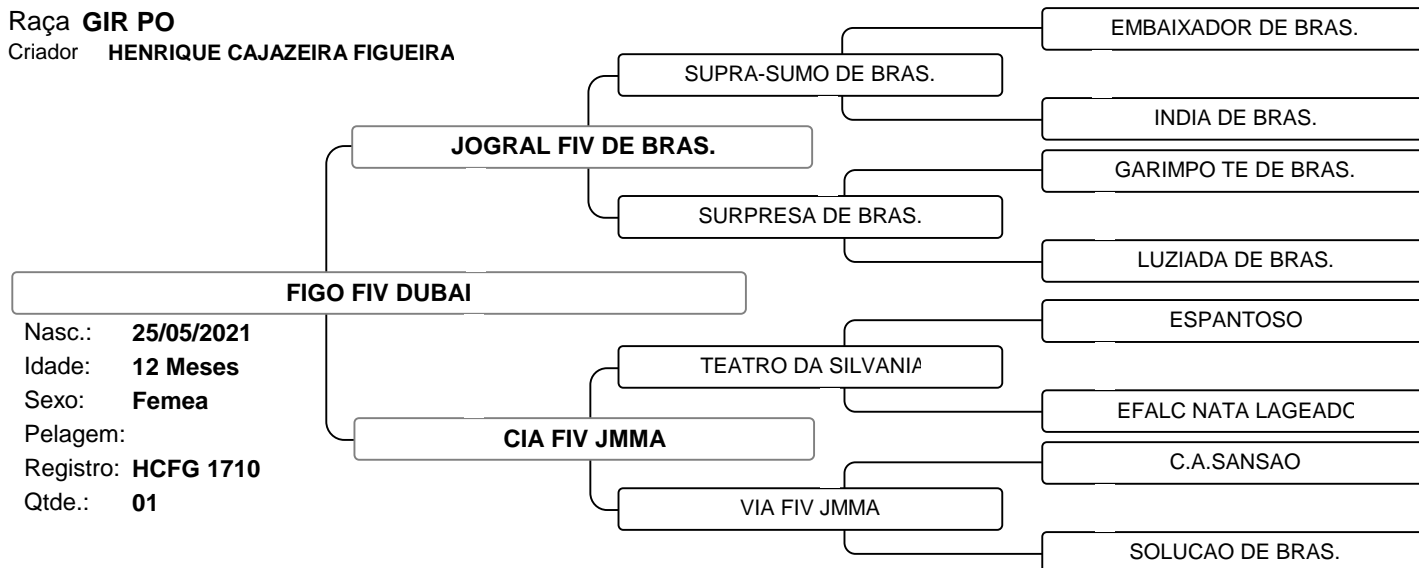 Raça GIR PO
Criador HENRIQUE CAJAZEIRA FIGUEIRA
EMBAIXADOR DE BRAS.
SUPRA-SUMO DE BRAS.
INDIA DE BRAS.
JOGRAL FIV DE BRAS.
GARIMPO TE DE BRAS.
SURPRESA DE BRAS.
LUZIADA DE BRAS.
FIGO FIV DUBAI
Nasc.: 25/05/2021
Idade: 12 Meses
Sexo: Femea
Pelagem:
Registro: HCFG 1710
Qtde.: 01
ESPANTOSO
TEATRO DA SILVANIA
EFALC NATA LAGEADO
CIA FIV JMMA
C.A.SANSAO
VIA FIV JMMA
SOLUCAO DE BRAS.